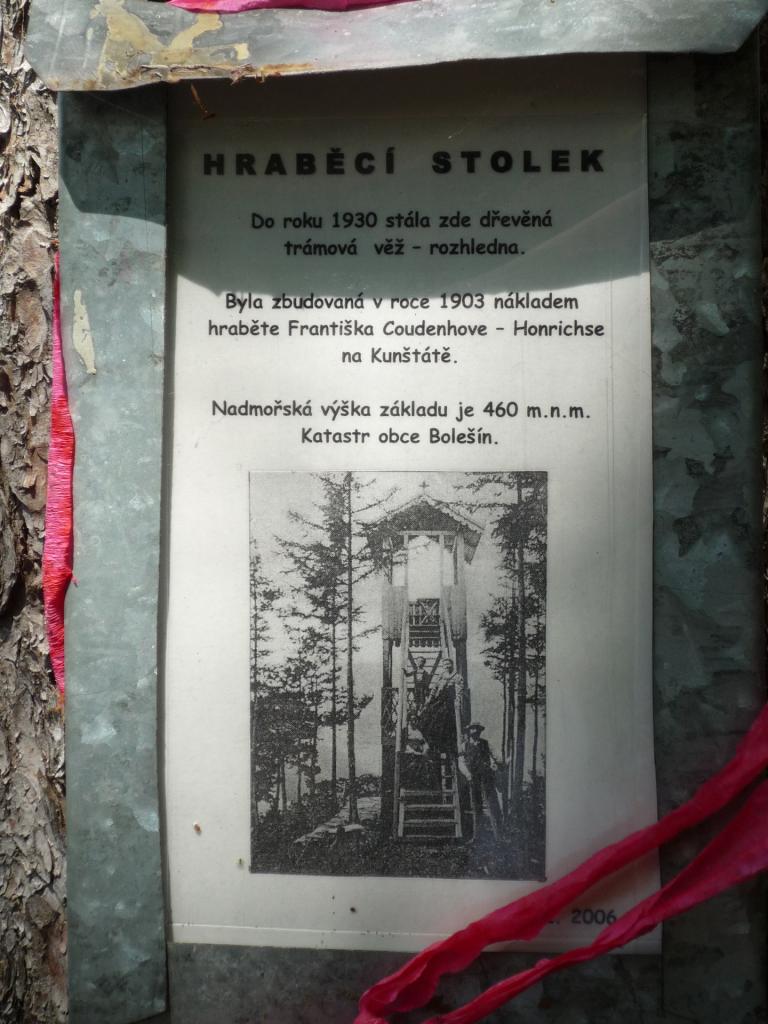 HRABĚCÍ STOLEK
Do roku 1930 stála zde dřevěná
trámová věž – rozhledna.
Byla zbudovaná v roce 1903 nákladem
hraběte Františka Coudenhove – Honrichse
na Kunštátě.
Nadmořská výška základu je 460 m.n.m.
Katastr obce Bolešín.
2006